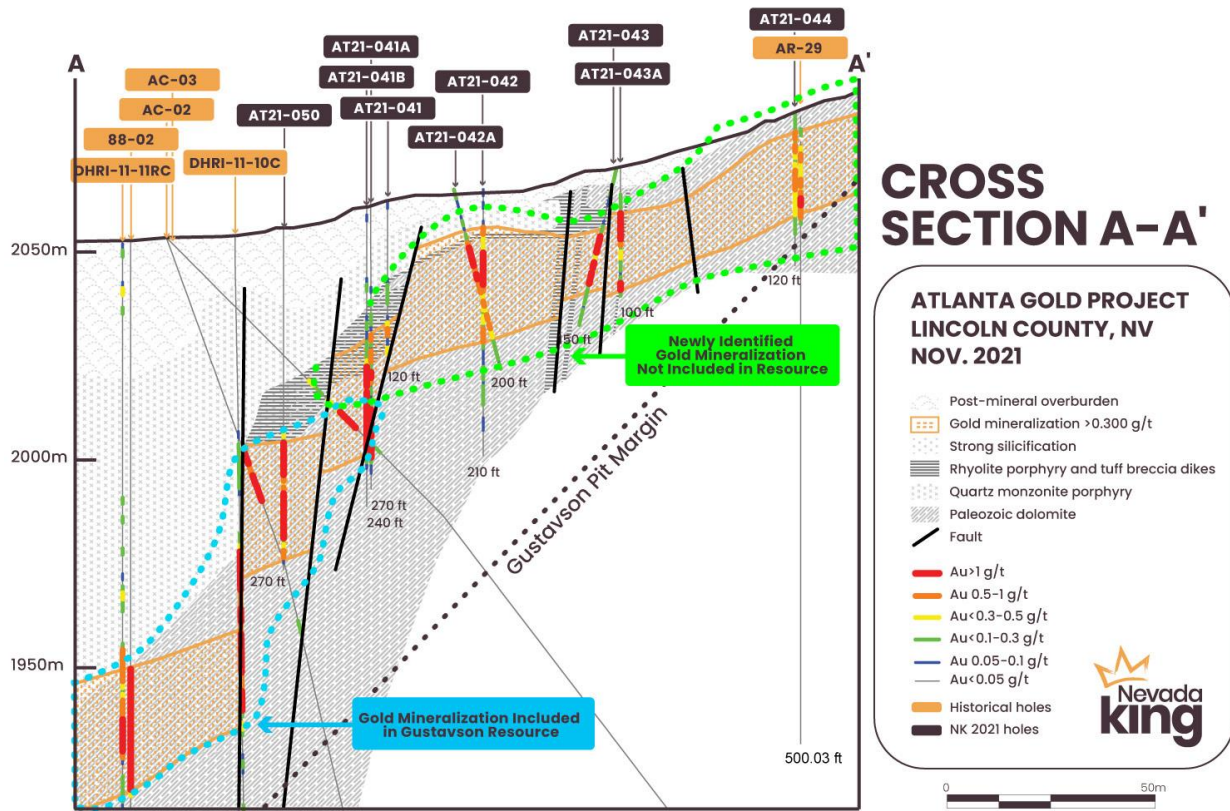 AT21-044
AR-29
AT21-043
AT21-043A
AT21-041A
AT21-041B
AT21-041
AT21-042
AT21-042A
AT21-050
AC-03
AC-02
88-02
DHRI-11-11RC
DHRI-11-10C
A
A'
2050m
2000m
1950m
120 ft
200 ft
210 ft
270 ft
240 ft
270 ft
50 ft
100 ft
120 ft
500.03 ft
Newly Identified
Gold Mineralization
Not Included in Resource
Gustavson Pit Margin
Gold Mineralization Included
in Gustavson Resource
CROSS
SECTION A-A'
ATLANTA GOLD PROJECT
LINCOLN COUNTY, NV
NOV. 2021
Post-mineral overburden
Gold mineralization >0.300 g/t
Strong silicification
Rhyolite porphyry and tuff breccia dikes
Quartz monzonite porphyry
Paleozoic dolomite
Fault
Au>1 g/t
Au 0.5-1 g/t
Au<0.3-0.5 g/t
Au<0.1-0.3 g/t
Au 0.05-0.1 g/t
Au<0.05 g/t
Historical holes
NK 2021 holes
Nevada
king
0
50m